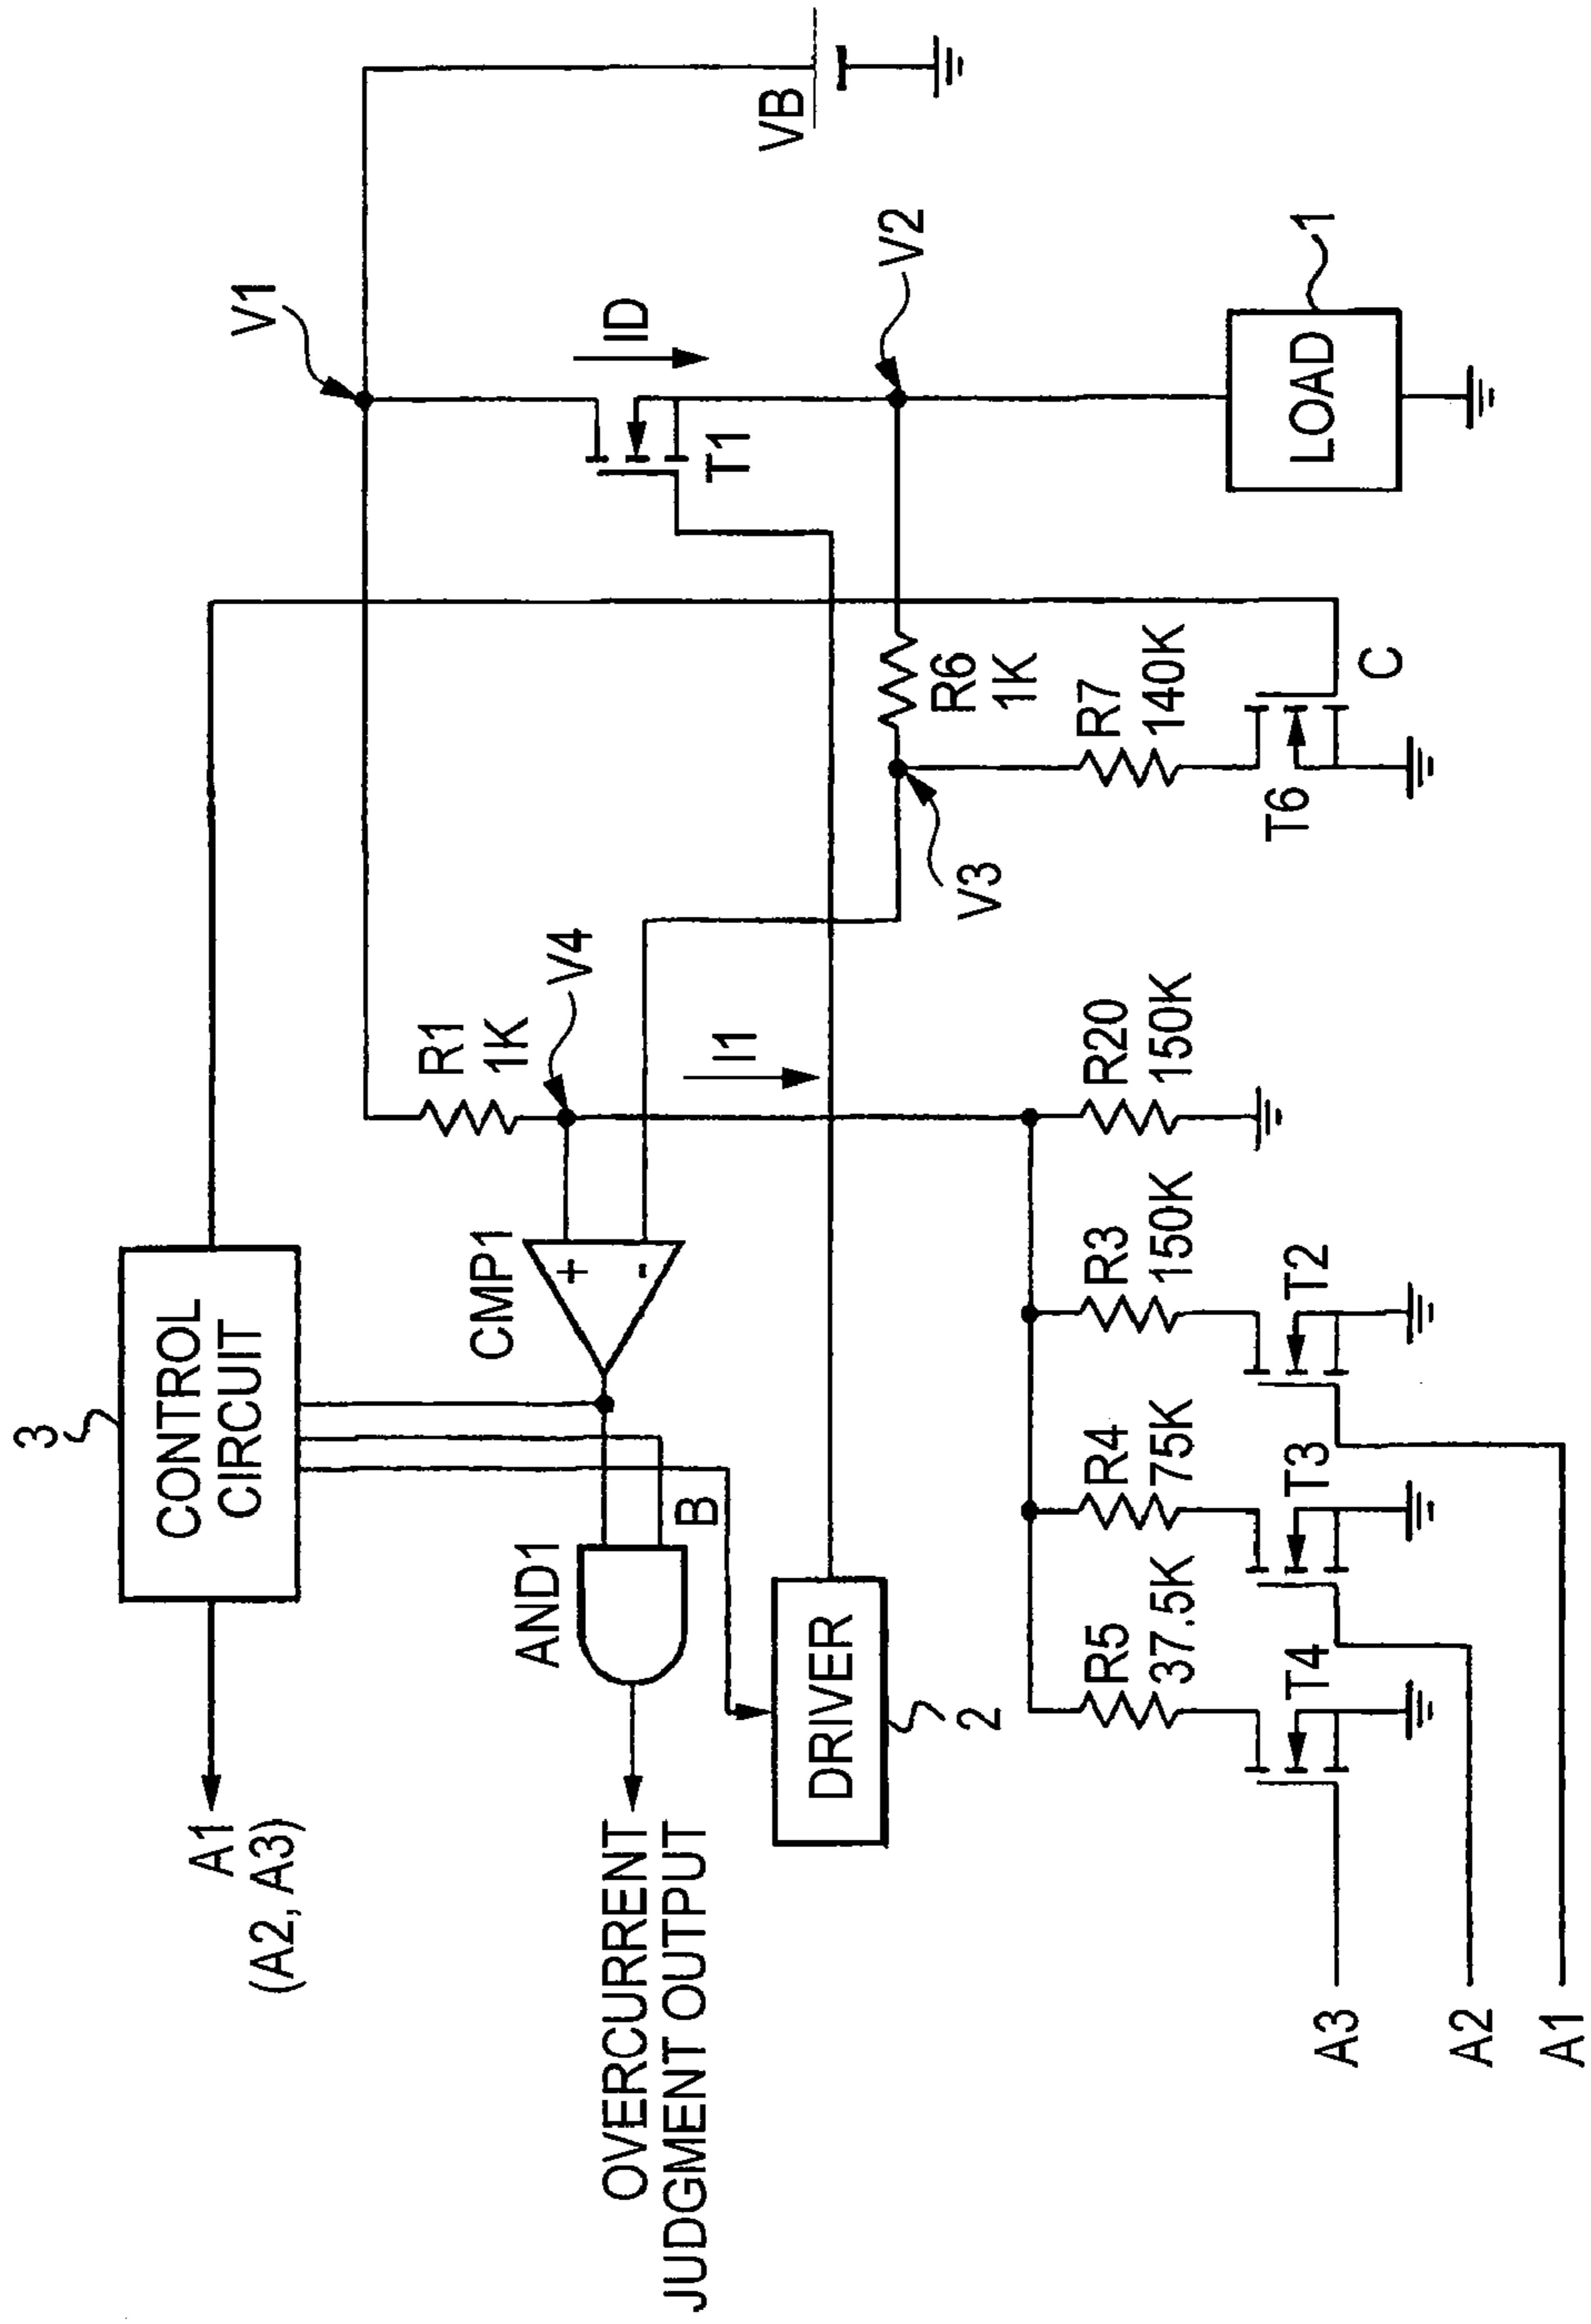 V1
VB
ID
T1
V2
LOAD
1
R6
1K
R7
140K
C
T6
V3
V4
R1
1K
I1
R20
150K
3
CONTROL
CIRCUIT
CMP1
+
-
R3
150K
T2
R4
75K
T3
R5
37.5K
T4
AND1
B
DRIVER
2
A1
(A2, A3)
OVERCURRENT
JUDGMENT OUTPUT
A3
A2
A1